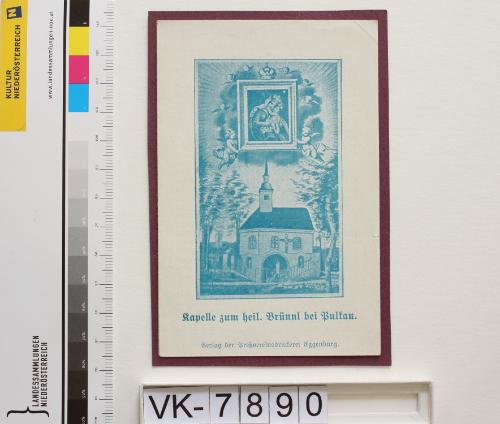 KULTUR
NIEDERÖSTERREICH
N
www.landessammlungen-noe.at
Kapelle zum heil. Brünnl bei Pulkau.
Verlag der Preßvereinsdruckerei Eggenburg.
LANDESSAMMLUNGEN
NIEDERÖSTERREICH
VK-7890